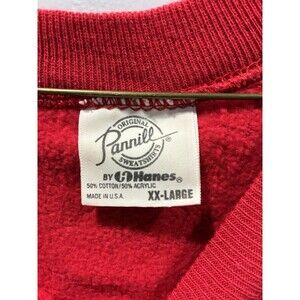 ORIGINAL
Pannill®
SWEATSHIRTS
BY Hanes®
50% COTTON/50% ACRYLIC
MADE IN U.S.A. XX-LARGE